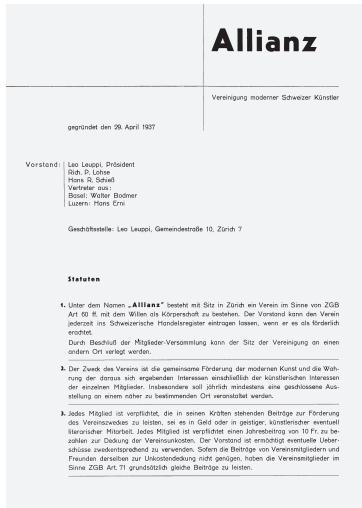 Allianz
Vereinigung moderner Schweizer Künstler
gegründet den 29. April 1937
Vorstand: Leo Leuppi, Präsident
Rich. P. Lohse
Hans R. Schieß
Vertreter aus:
Basel: Walter Bodmer
Luzern: Hans Erni
Geschäftsstelle: Leo Leuppi, Gemeindestraße 10, Zürich 7
Statuten
1. Unter dem Namen „Allianz" besteht mit Sitz in Zürich ein Verein im Sinne von ZGB
Art 60 ff. mit dem Willen als Körperschaft zu bestehen. Der Vorstand kann den Verein
jederzeit ins Schweizerische Handelsregister eintragen lassen, wenn er es als förderlich
erachtet.
Durch Beschluß der Mitglieder-Versammlung kann der Sitz der Vereinigung an einen
andern Ort verlegt werden.
2. Der Zweck des Vereins ist die gemeinsame Förderung der modernen Kunst und die Wah-
rung der daraus sich ergebenden Interessen einschließlich der künstlerischen Interessen
der einzelnen Mitglieder. Insbesondere soll jährlich mindestens eine geschlossene Aus-
stellung an einem näher zu bestimmenden Ort veranstaltet werden.
3. Jedes Mitglied ist verpflichtet, die in seinen Kräften stehenden Beiträge zur Förderung
des Vereinszweckes zu leisten, sei es in Geld oder in geistiger, künstlerischer eventuell
literarischer Mitarbeit. Jedes Mitglied ist verpflichtet einen Jahresbeitrag von 10 Fr. zu be-
zahlen zur Deckung der Vereinsunkosten. Der Vorstand ist ermächtigt eventuelle Ueber-
schüsse zweckentsprechend zu verwenden. Sofern die Beiträge von Vereinsmitgliedern und
Freunden derselben zur Unkostendeckung nicht genügen, haben die Vereinsmitglieder im
Sinne ZGB Art. 71 grundsätzlich gleiche Beiträge zu leisten.